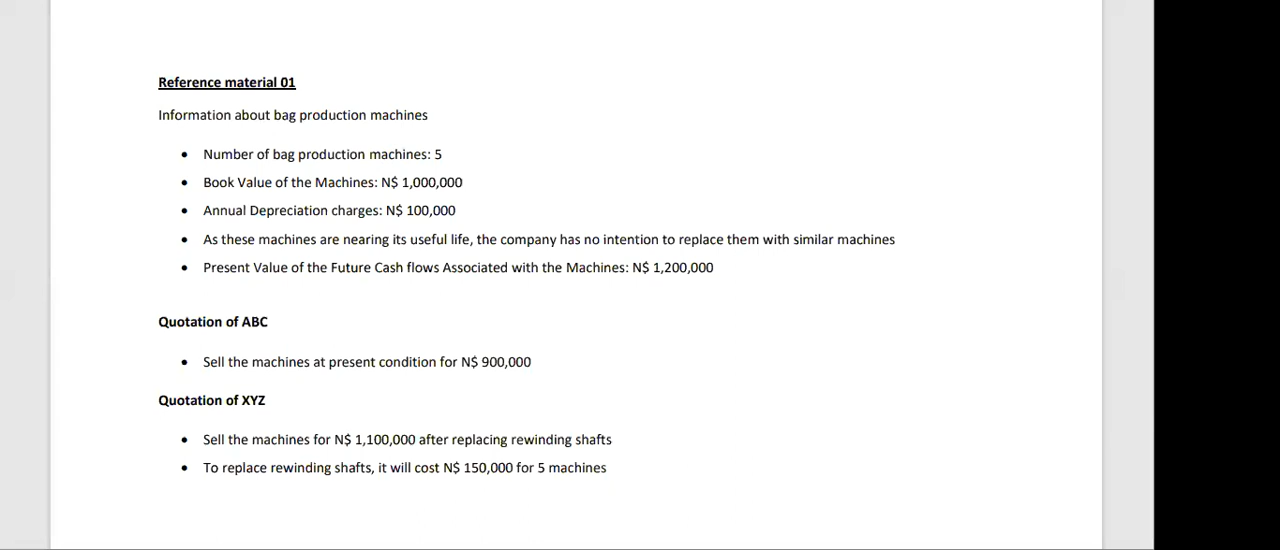 Reference material 01
Information about bag production machines
• Number of bag production machines: 5
• Book Value of the Machines: N$ 1,000,000
• Annual Depreciation charges: N$ 100,000
• As these machines are nearing its useful life, the company has no intention to replace them with similar machines
• Present Value of the Future Cash flows Associated with the Machines: N$ 1,200,000
Quotation of ABC
• Sell the machines at present condition for N$ 900,000
Quotation of XYZ
• Sell the machines for N$ 1,100,000 after replacing rewinding shafts
• To replace rewinding shafts, it will cost N$ 150,000 for 5 machines